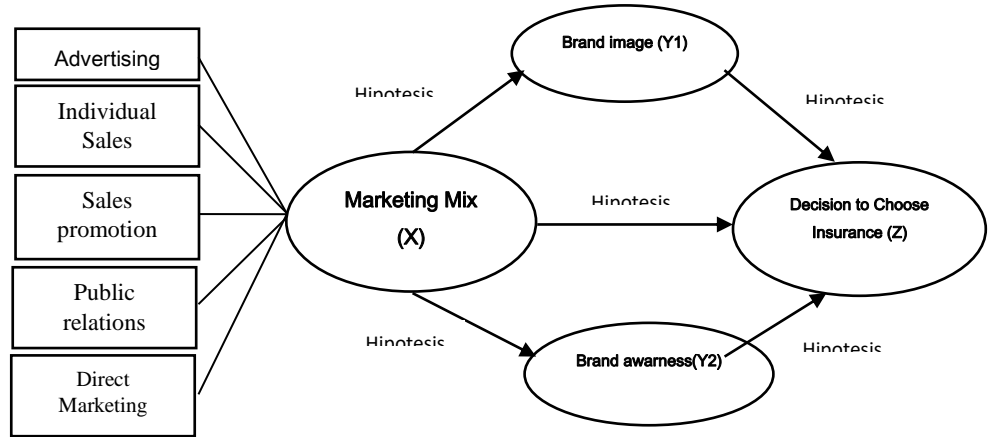 Advertising
Individual
Sales
Sales
promotion
Public
relations
Direct
Marketing
Hipotesis
Brand image (Y1)
Hipotesis
Marketing Mix
(X)
Hipotesis
Decision to Choose
Insurance (Z)
Hipotesis
Brand awarness(Y2)
Hipotesis